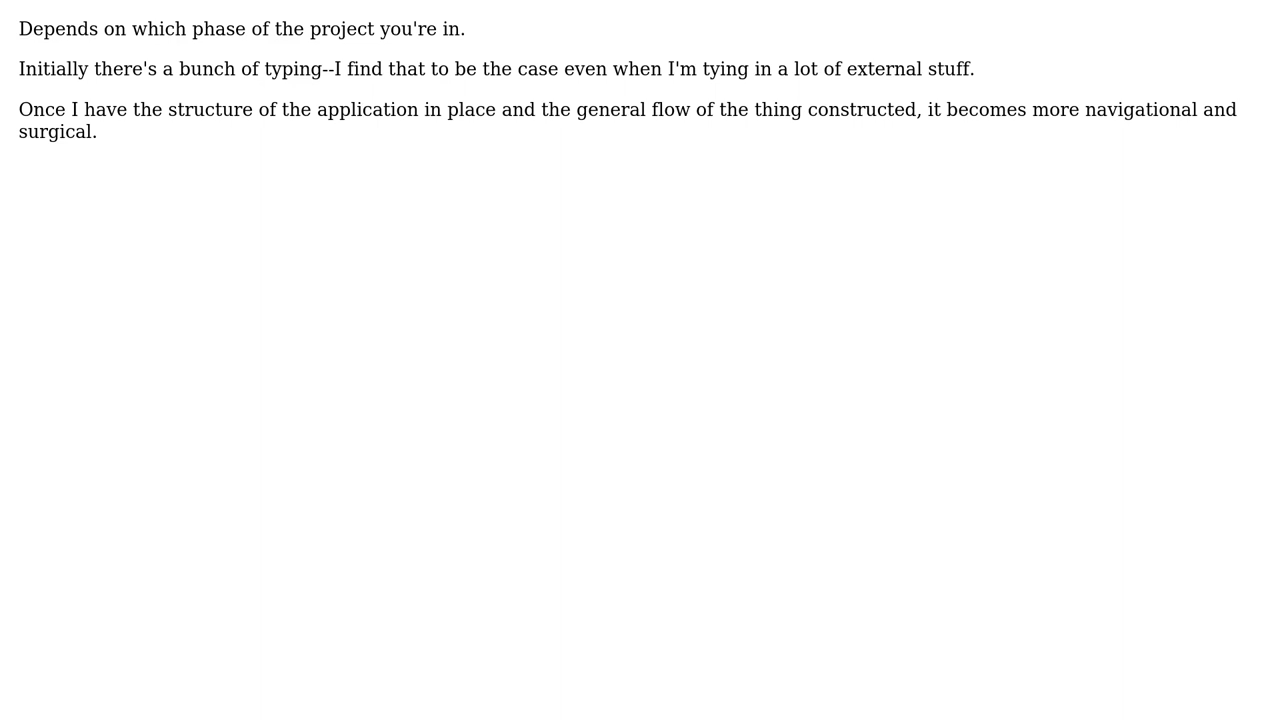 Depends on which phase of the project you're in.
Initially there's a bunch of typing--I find that to be the case even when I'm tying in a lot of external stuff.
Once I have the structure of the application in place and the general flow of the thing constructed, it becomes more navigational and
surgical.